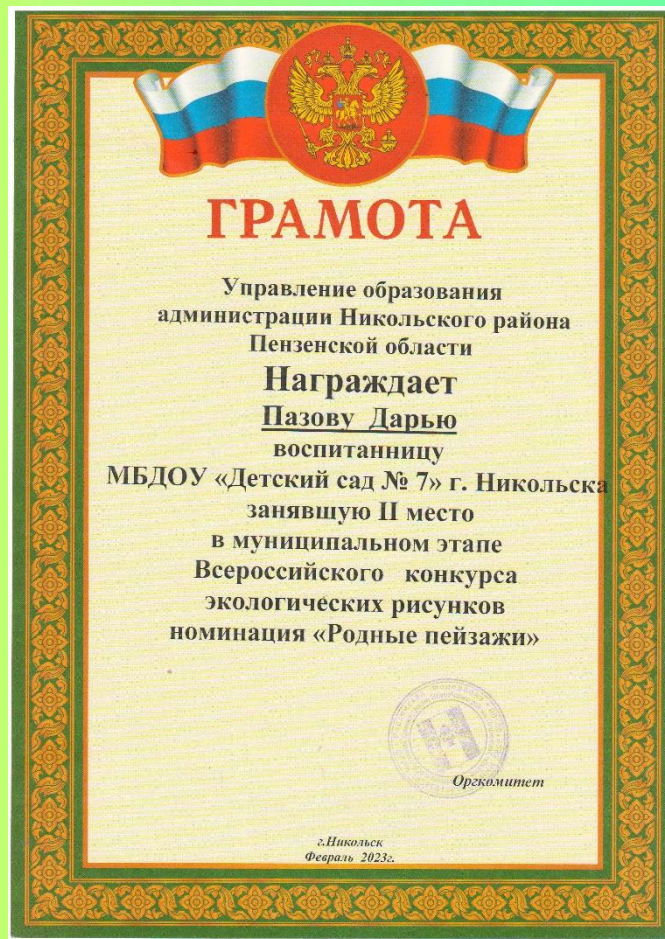 ГРАМОТА
Управление образования
администрации Никольского района
Пензенской области
Награждает
Пазову Дарью
воспитанницу
МБДОУ «Детский сад № 7» г. Никольска
занявшую II место
в муниципальном этапе
Всероссийского конкурса
экологических рисунков
номинация «Родные пейзажи»
Оргкомитет
г.Никольск
Февраль 2023г.